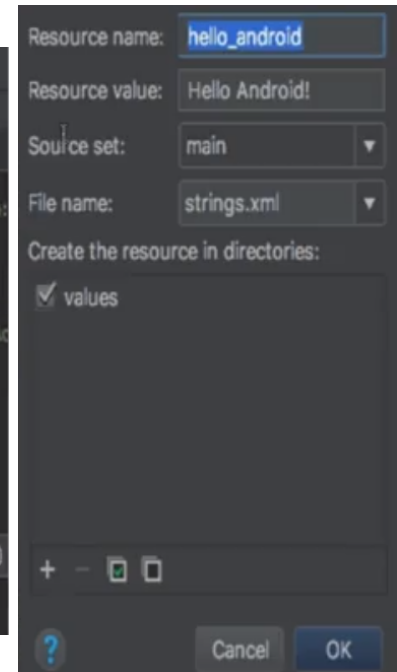 Resource name: hello_android
Resource value: Hello Android!
Source set: main
File name: strings.xml
Create the resource in directories:
values
?
Cancel OK